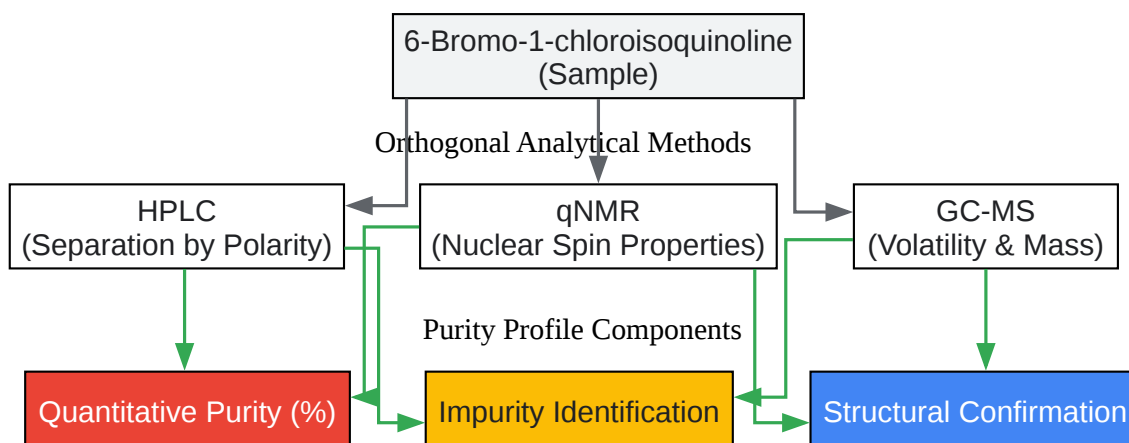 6-Bromo-1-chloroisoquinoline
(Sample)
Orthogonal Analytical Methods
HPLC
(Separation by Polarity)
qNMR
(Nuclear Spin Properties)
GC-MS
(Volatility & Mass)
Purity Profile Components
Quantitative Purity (%)
Impurity Identification
Structural Confirmation